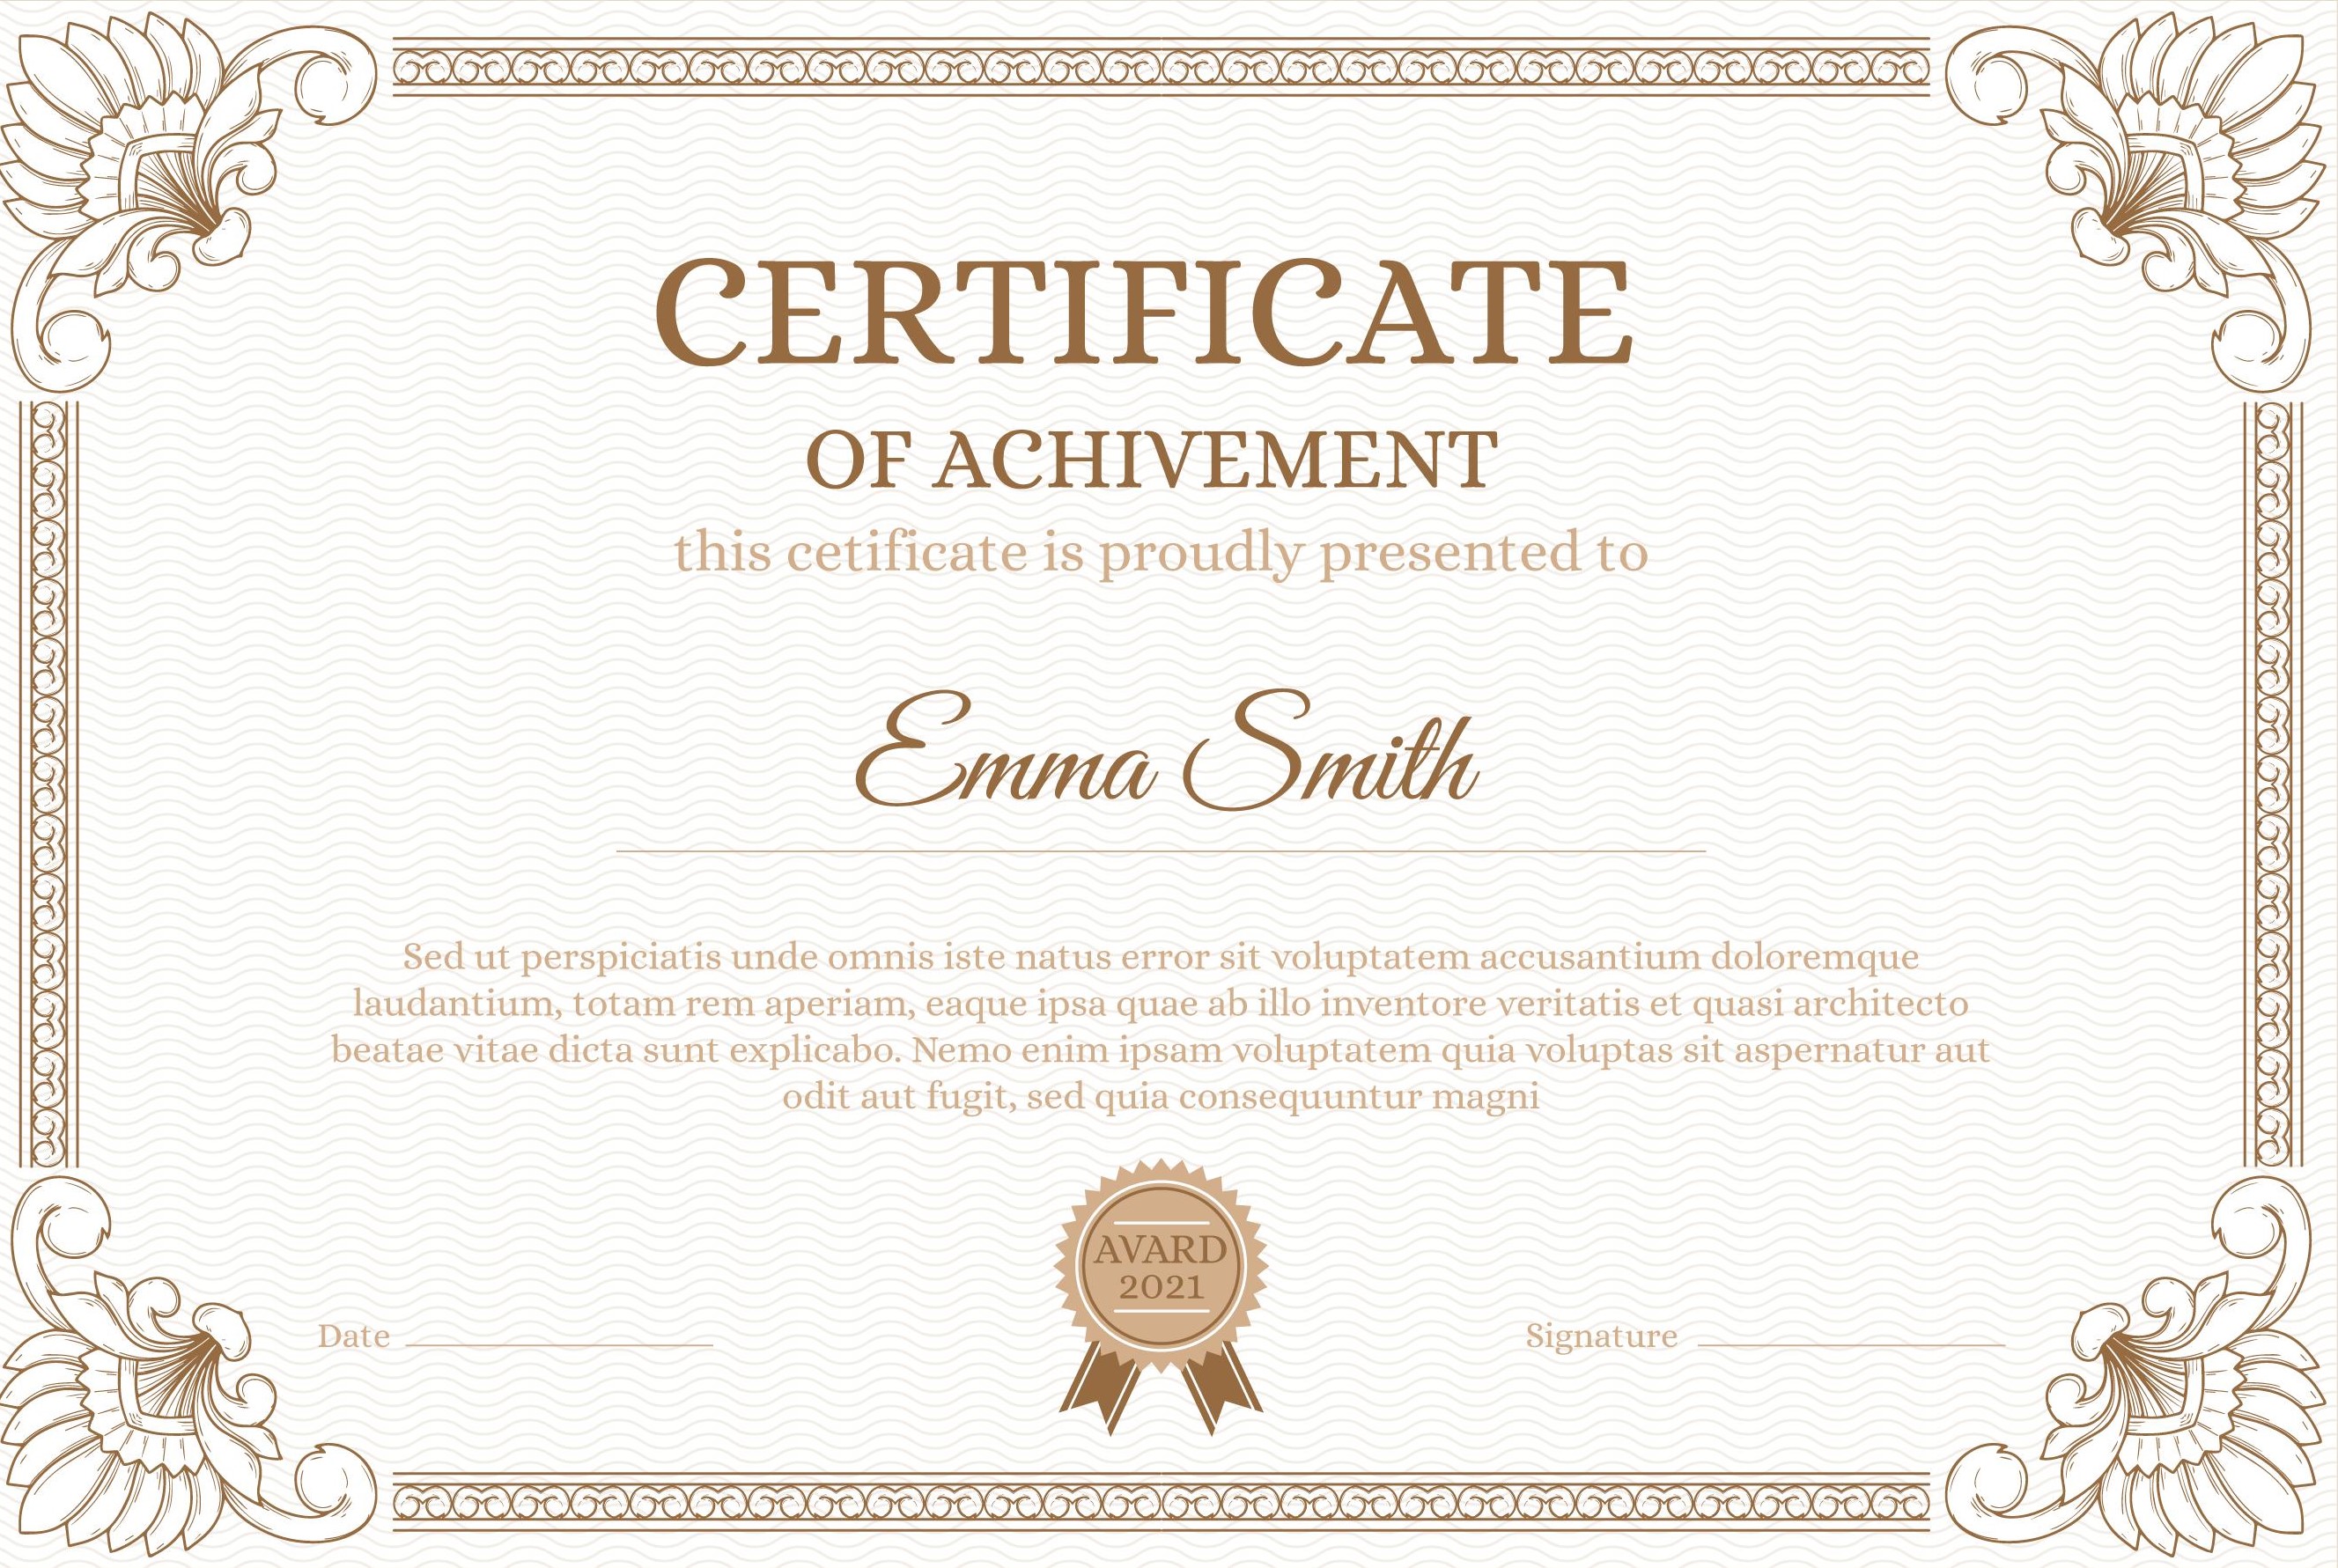 CERTIFICATE
OF ACHIVEMENT
this cetificate is proudly presented to
Emma Smith
Sed ut perspiciatis unde omnis iste natus error sit voluptatem accusantium doloremque
laudantium, totam rem aperiam, eaque ipsa quae ab illo inventore veritatis et quasi architecto
beatae vitae dicta sunt explicabo. Nemo enim ipsam voluptatem quia voluptas sit aspernatur aut
odit aut fugit, sed quia consequuntur magni
AVARD
2021
Date
Signature